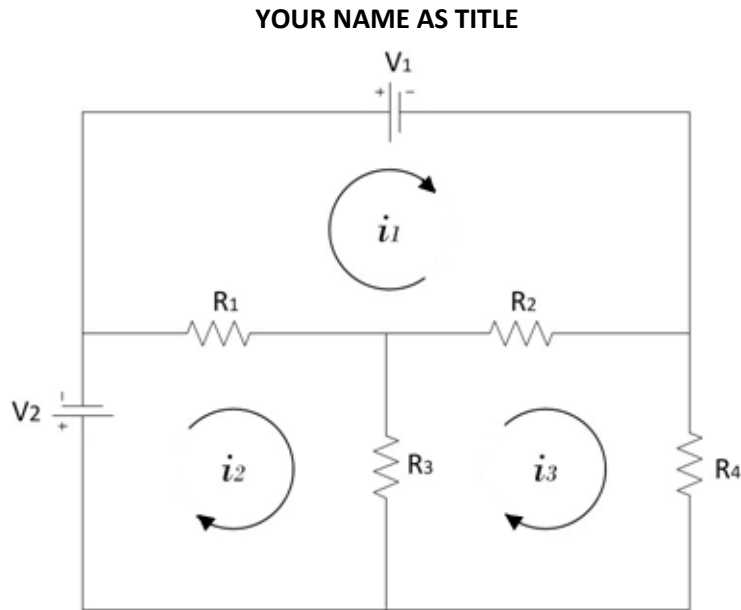 YOUR NAME AS TITLE
V1
+ -
i1
R1
R2
-
V2
+
i2
R3
i3
R4